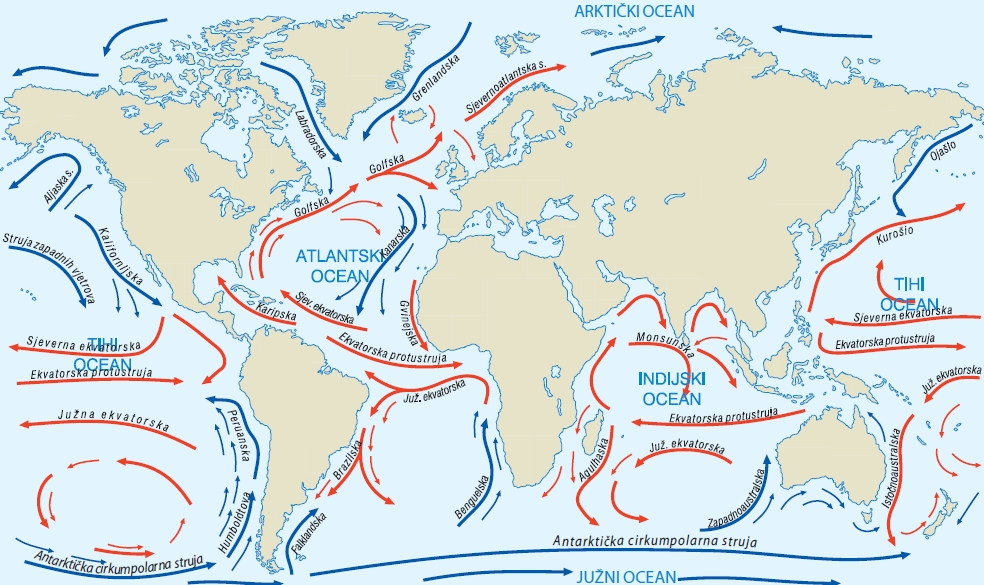 ARKTIČKI OCEAN
Grenlandska
Sjevernoatlantska s.
Labradorska
Golfska
Golfska
Ojašio
Aljaska s.
Kalifornijska
Struja zapadnih vjetrova
Kanarska
ATLANTSKI
OCEAN
Kurošio
TIHI
OCEAN
Sjev. ekvatorska
Karipska
Gvinejska
Sjeverna ekvatorska
Ekvatorska protustruja
Monsunska
TIHI
OCEAN
Sjeverna ekvatorska
Ekvatorska protustruja
Ekvatorska protustruja
INDIJSKI
OCEAN
Juž. ekvatorska
Juž. ekvatorska
Južna ekvatorska
Peruanska
Ekvatorska protustruja
Juž. ekvatorska
Brazilska
Agulhaska
Istočnoaustralska
Benguelska
Zapadnoaustralska
Humboldtova
Falklandska
Antarktička cirkumpolarna struja
Antarktička cirkumpolarna struja
JUŽNI OCEAN